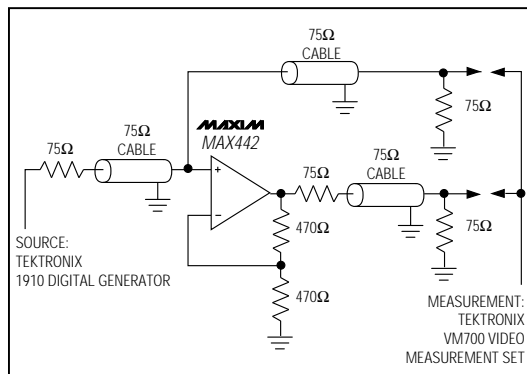 75Ω
CABLE
75Ω
75Ω
CABLE
MAXIM
MAX442
75Ω
+
−
75Ω
75Ω
CABLE
75Ω
470Ω
470Ω
SOURCE:
TEKTRONIX
1910 DIGITAL GENERATOR
MEASUREMENT:
TEKTRONIX
VM700 VIDEO
MEASUREMENT SET